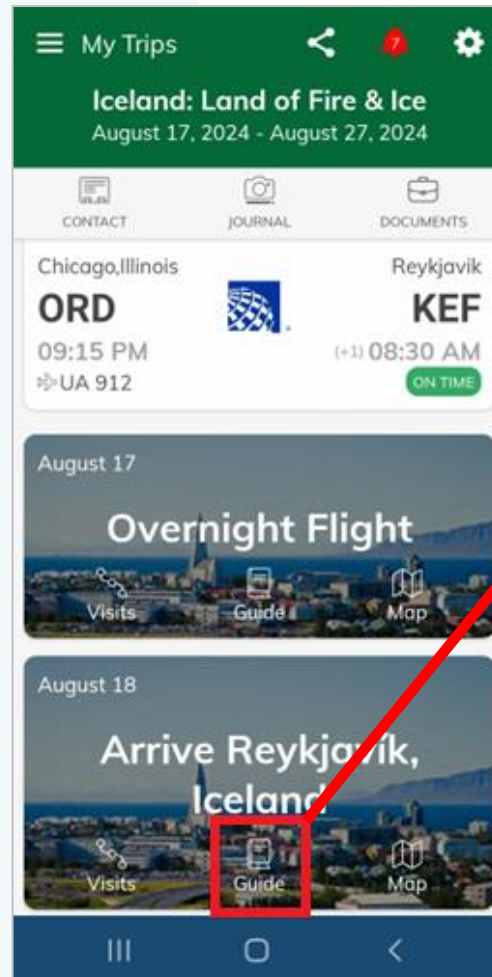 My Trips
7
Iceland: Land of Fire & Ice
August 17, 2024 - August 27, 2024
CONTACT JOURNAL DOCUMENTS
Chicago,Illinois Reykjavik
ORD KEF
09:15 PM (+1) 08:30 AM
UA 912 ON TIME
August 17
Overnight Flight
Visits Guide Map
August 18
Arrive Reykjavík,
Iceland
Visits Guide Map